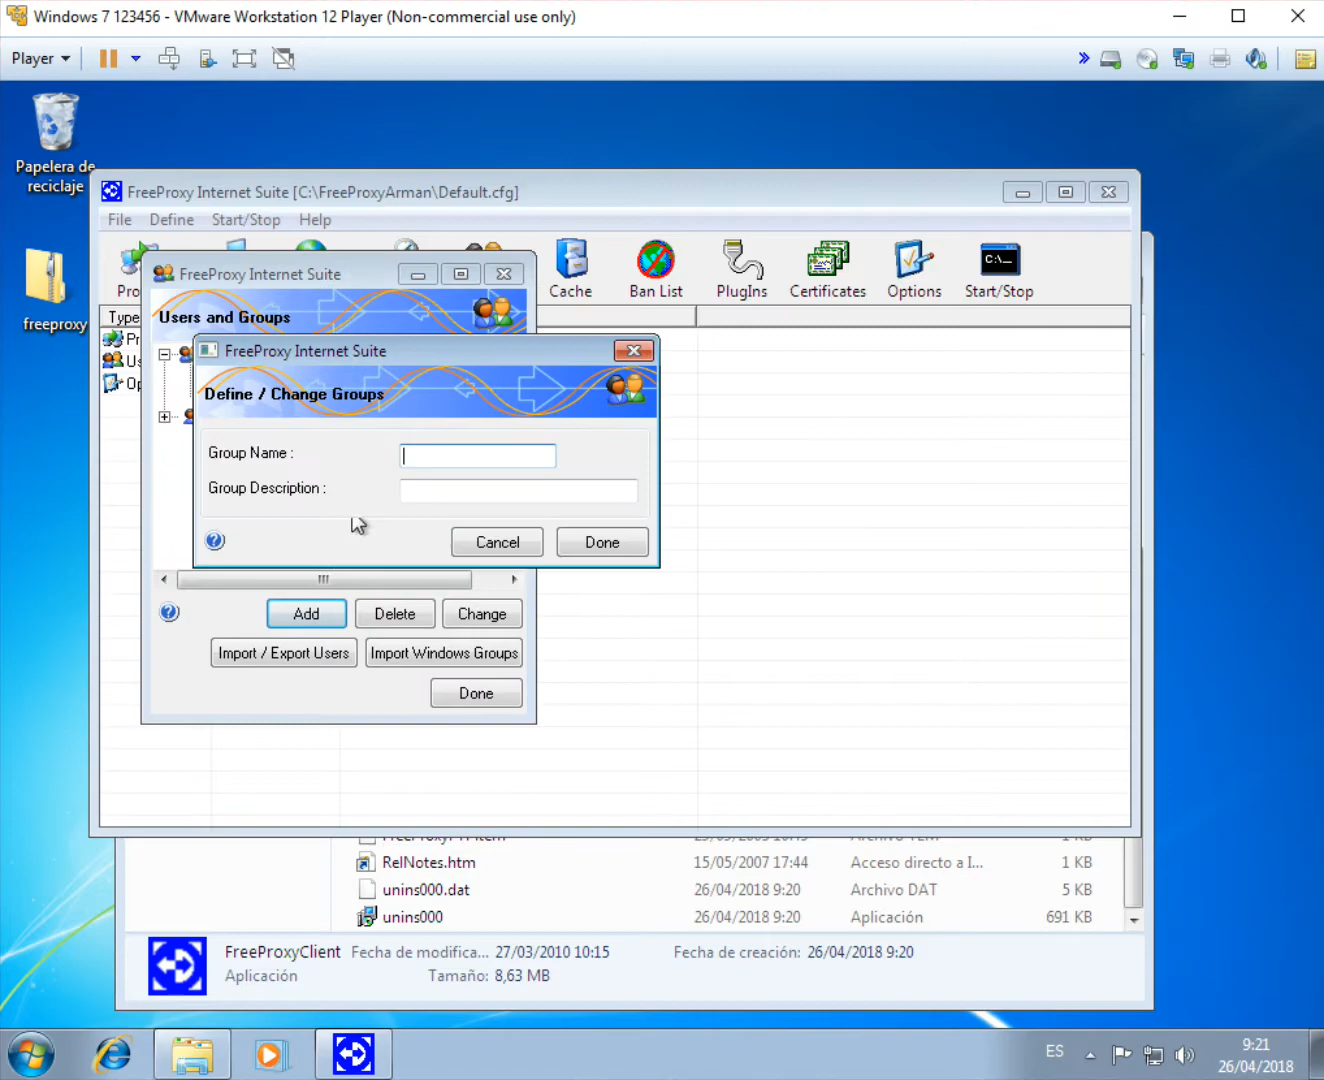 Windows 7 123456 - VMware Workstation 12 Player (Non-commercial use only)
Player
Papelera de
reciclaje
freeproxy
FreeProxy Internet Suite [C:\FreeProxyArman\Default.cfg]
File Define Start/Stop Help
Cache Ban List PlugIns Certificates Options Start/Stop
C:\_
Type
FreeProxy Internet Suite
Users and Groups
FreeProxy Internet Suite
Define / Change Groups
Group Name :
Group Description :
Cancel Done
Add Delete Change
Import / Export Users Import Windows Groups
Done
RelNotes.htm 15/05/2007 17:44 Acceso directo a I... 1 KB
unins000.dat 26/04/2018 9:20 Archivo DAT 5 KB
unins000 26/04/2018 9:20 Aplicación 691 KB
FreeProxyClient Fecha de modifica... 27/03/2010 10:15 Fecha de creación: 26/04/2018 9:20
Aplicación Tamaño: 8,63 MB
ES 9:21
26/04/2018